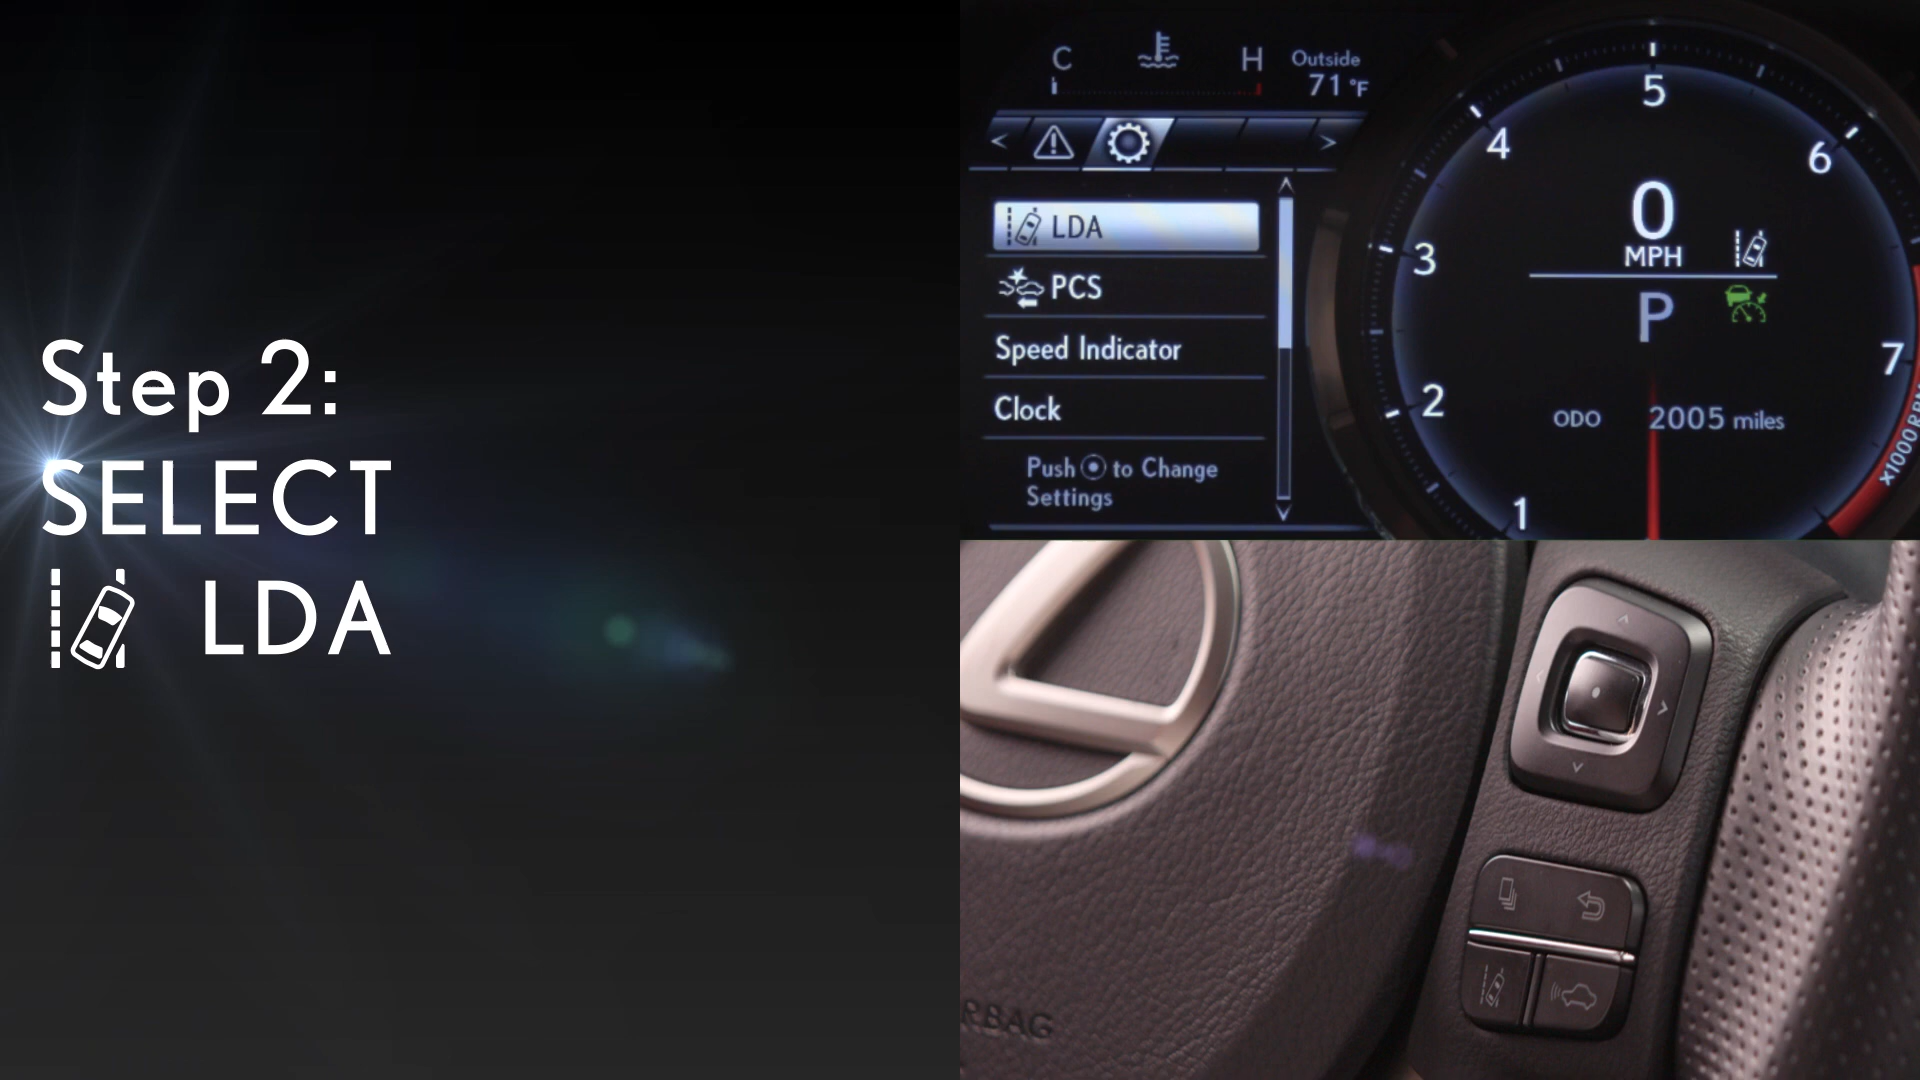 Step 2:
SELECT
LDA
C H
Outside
71 °F
< >
LDA
PCS
Speed Indicator
Clock
Push to Change
Settings
1
2
3
4
5
6
7
x1000 RPM
0
MPH
P
ODO 2005 miles
RBAG